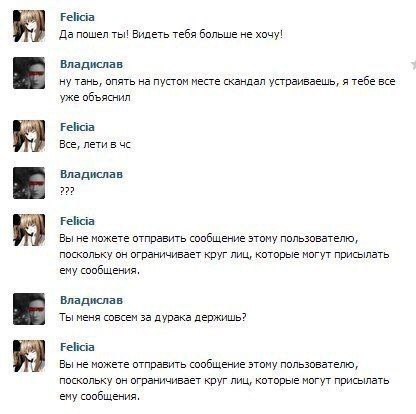 Felicia
Да пошел ты! Видеть тебя больше не хочу!
Владислав
ну тань, опять на пустом месте скандал устраиваешь, я тебе все
уже объяснил
Felicia
Все, лети в чс
Владислав
???
Felicia
Вы не можете отправить сообщение этому пользователю,
поскольку он ограничивает круг лиц, которые могут присылать
ему сообщения.
Владислав
Ты меня совсем за дурака держишь?
Felicia
Вы не можете отправить сообщение этому пользователю,
поскольку он ограничивает круг лиц, которые могут присылать
ему сообщения.